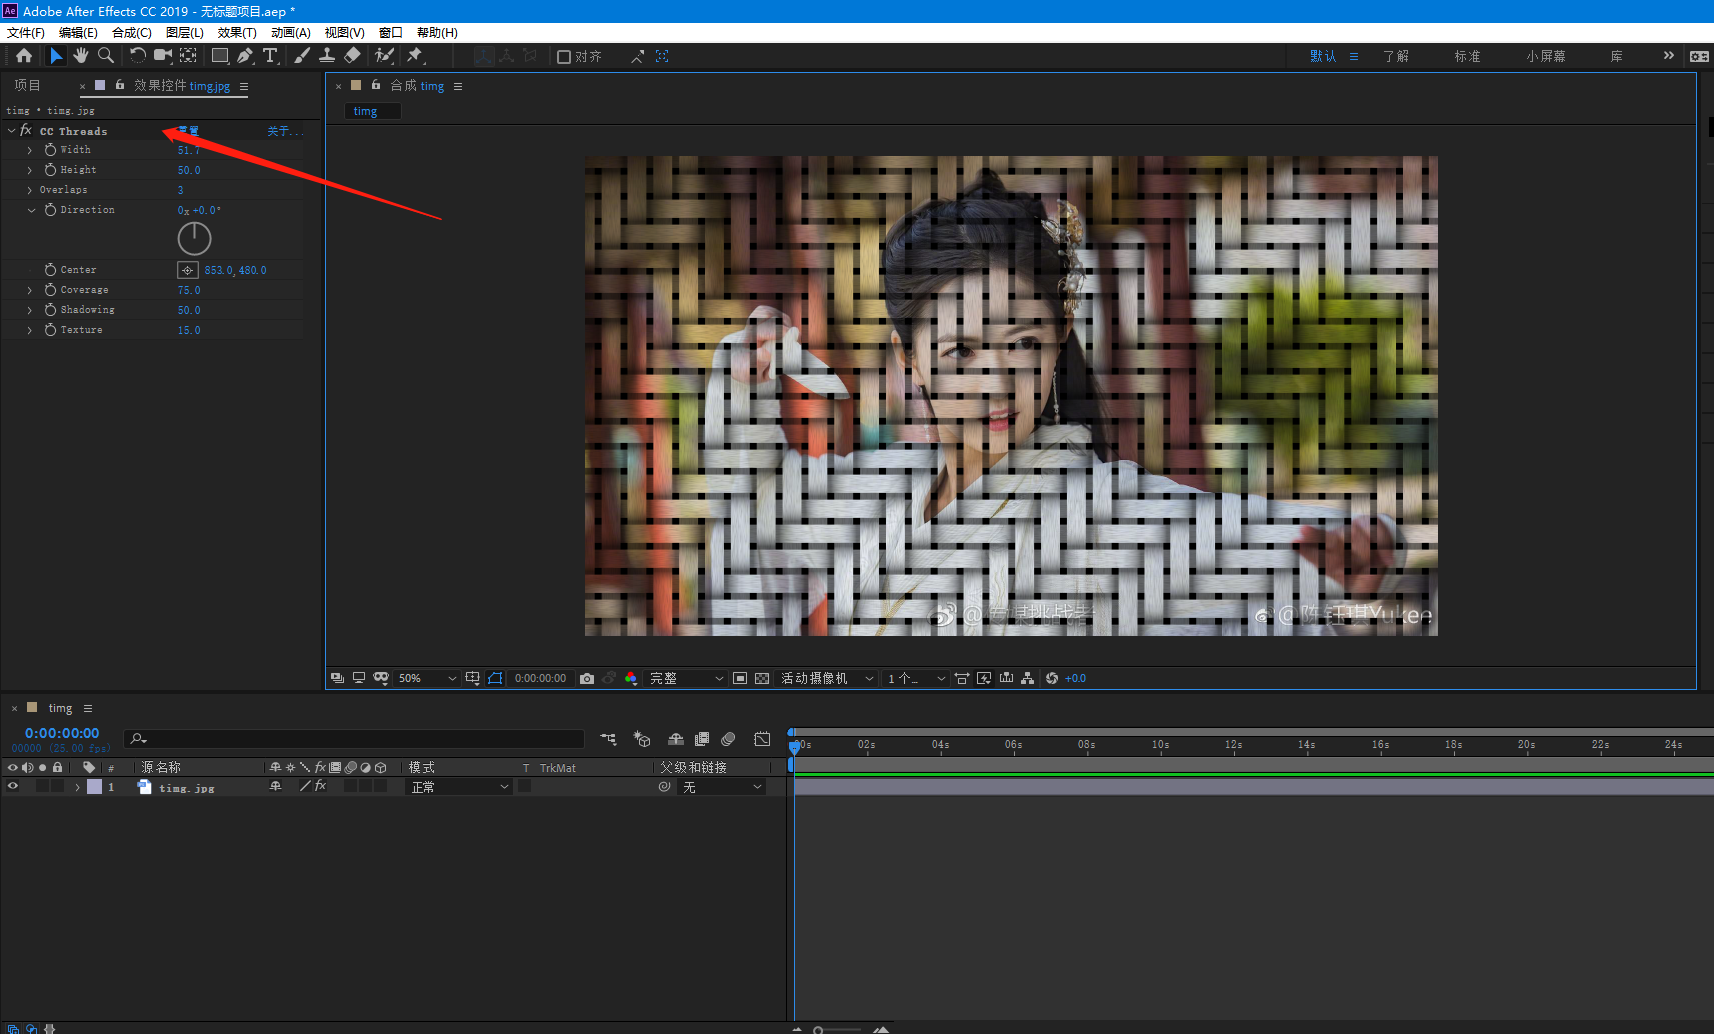 Ae Adobe After Effects CC 2019 - 无标题项目.aep *
文件(F) 编辑(E) 合成(C) 图层(L) 效果(T) 动画(A) 视图(V) 窗口 帮助(H)
对齐 默认 了解 标准 小屏幕 库
项目 效果控件 timg.jpg
合成 timg
timg
timg • timg.jpg
fx CC Threads 重置 关于...
Width 51.7
Height 50.0
Overlaps 3
Direction 0x +0.0°
Center 853.0, 480.0
Coverage 75.0
Shadowing 50.0
Texture 15.0
@陈钰琪Yukee
50% 0:00:00:00 完整 活动摄像机 1 个... +0.0
timg
0:00:00:00
00000 (25.00 fps)
00s 02s 04s 06s 08s 10s 12s 14s 16s 18s 20s 22s 24s
# 源名称 fx 模式 T TrkMat 父级和链接
1 timg.jpg fx 正常 无